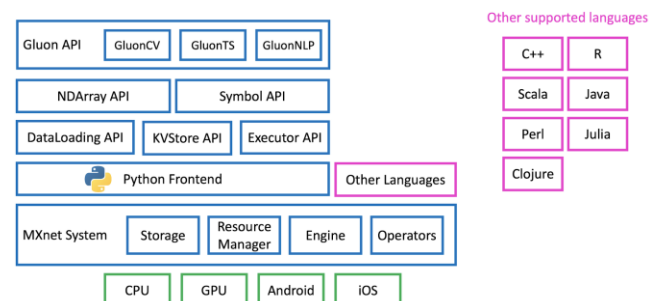 Other supported languages
Gluon API
GluonCV
GluonTS
GluonNLP
C++
R
NDArray API
Symbol API
Scala
Java
DataLoading API
KVStore API
Executor API
Perl
Julia
Python Frontend
Other Languages
Clojure
MXnet System
Storage
Resource
Manager
Engine
Operators
CPU
GPU
Android
iOS